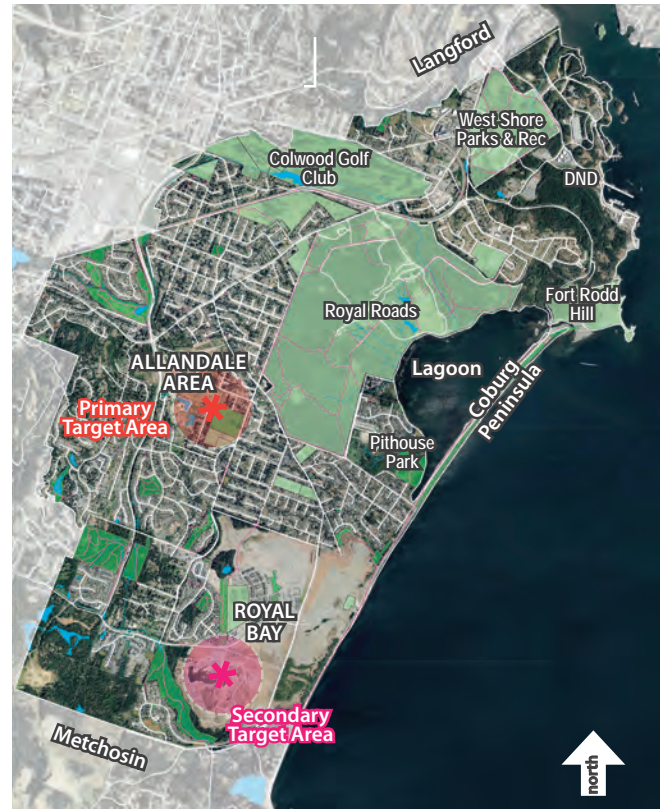 Langford
West Shore
Parks & Rec
Colwood Golf
Club
DND
Fort Rodd
Hill
Royal Roads
Lagoon
Coburg
Peninsula
ALLANDALE
AREA
Primary
Target Area
Pithouse
Park
ROYAL
BAY
Secondary
Target Area
Metchosin
north